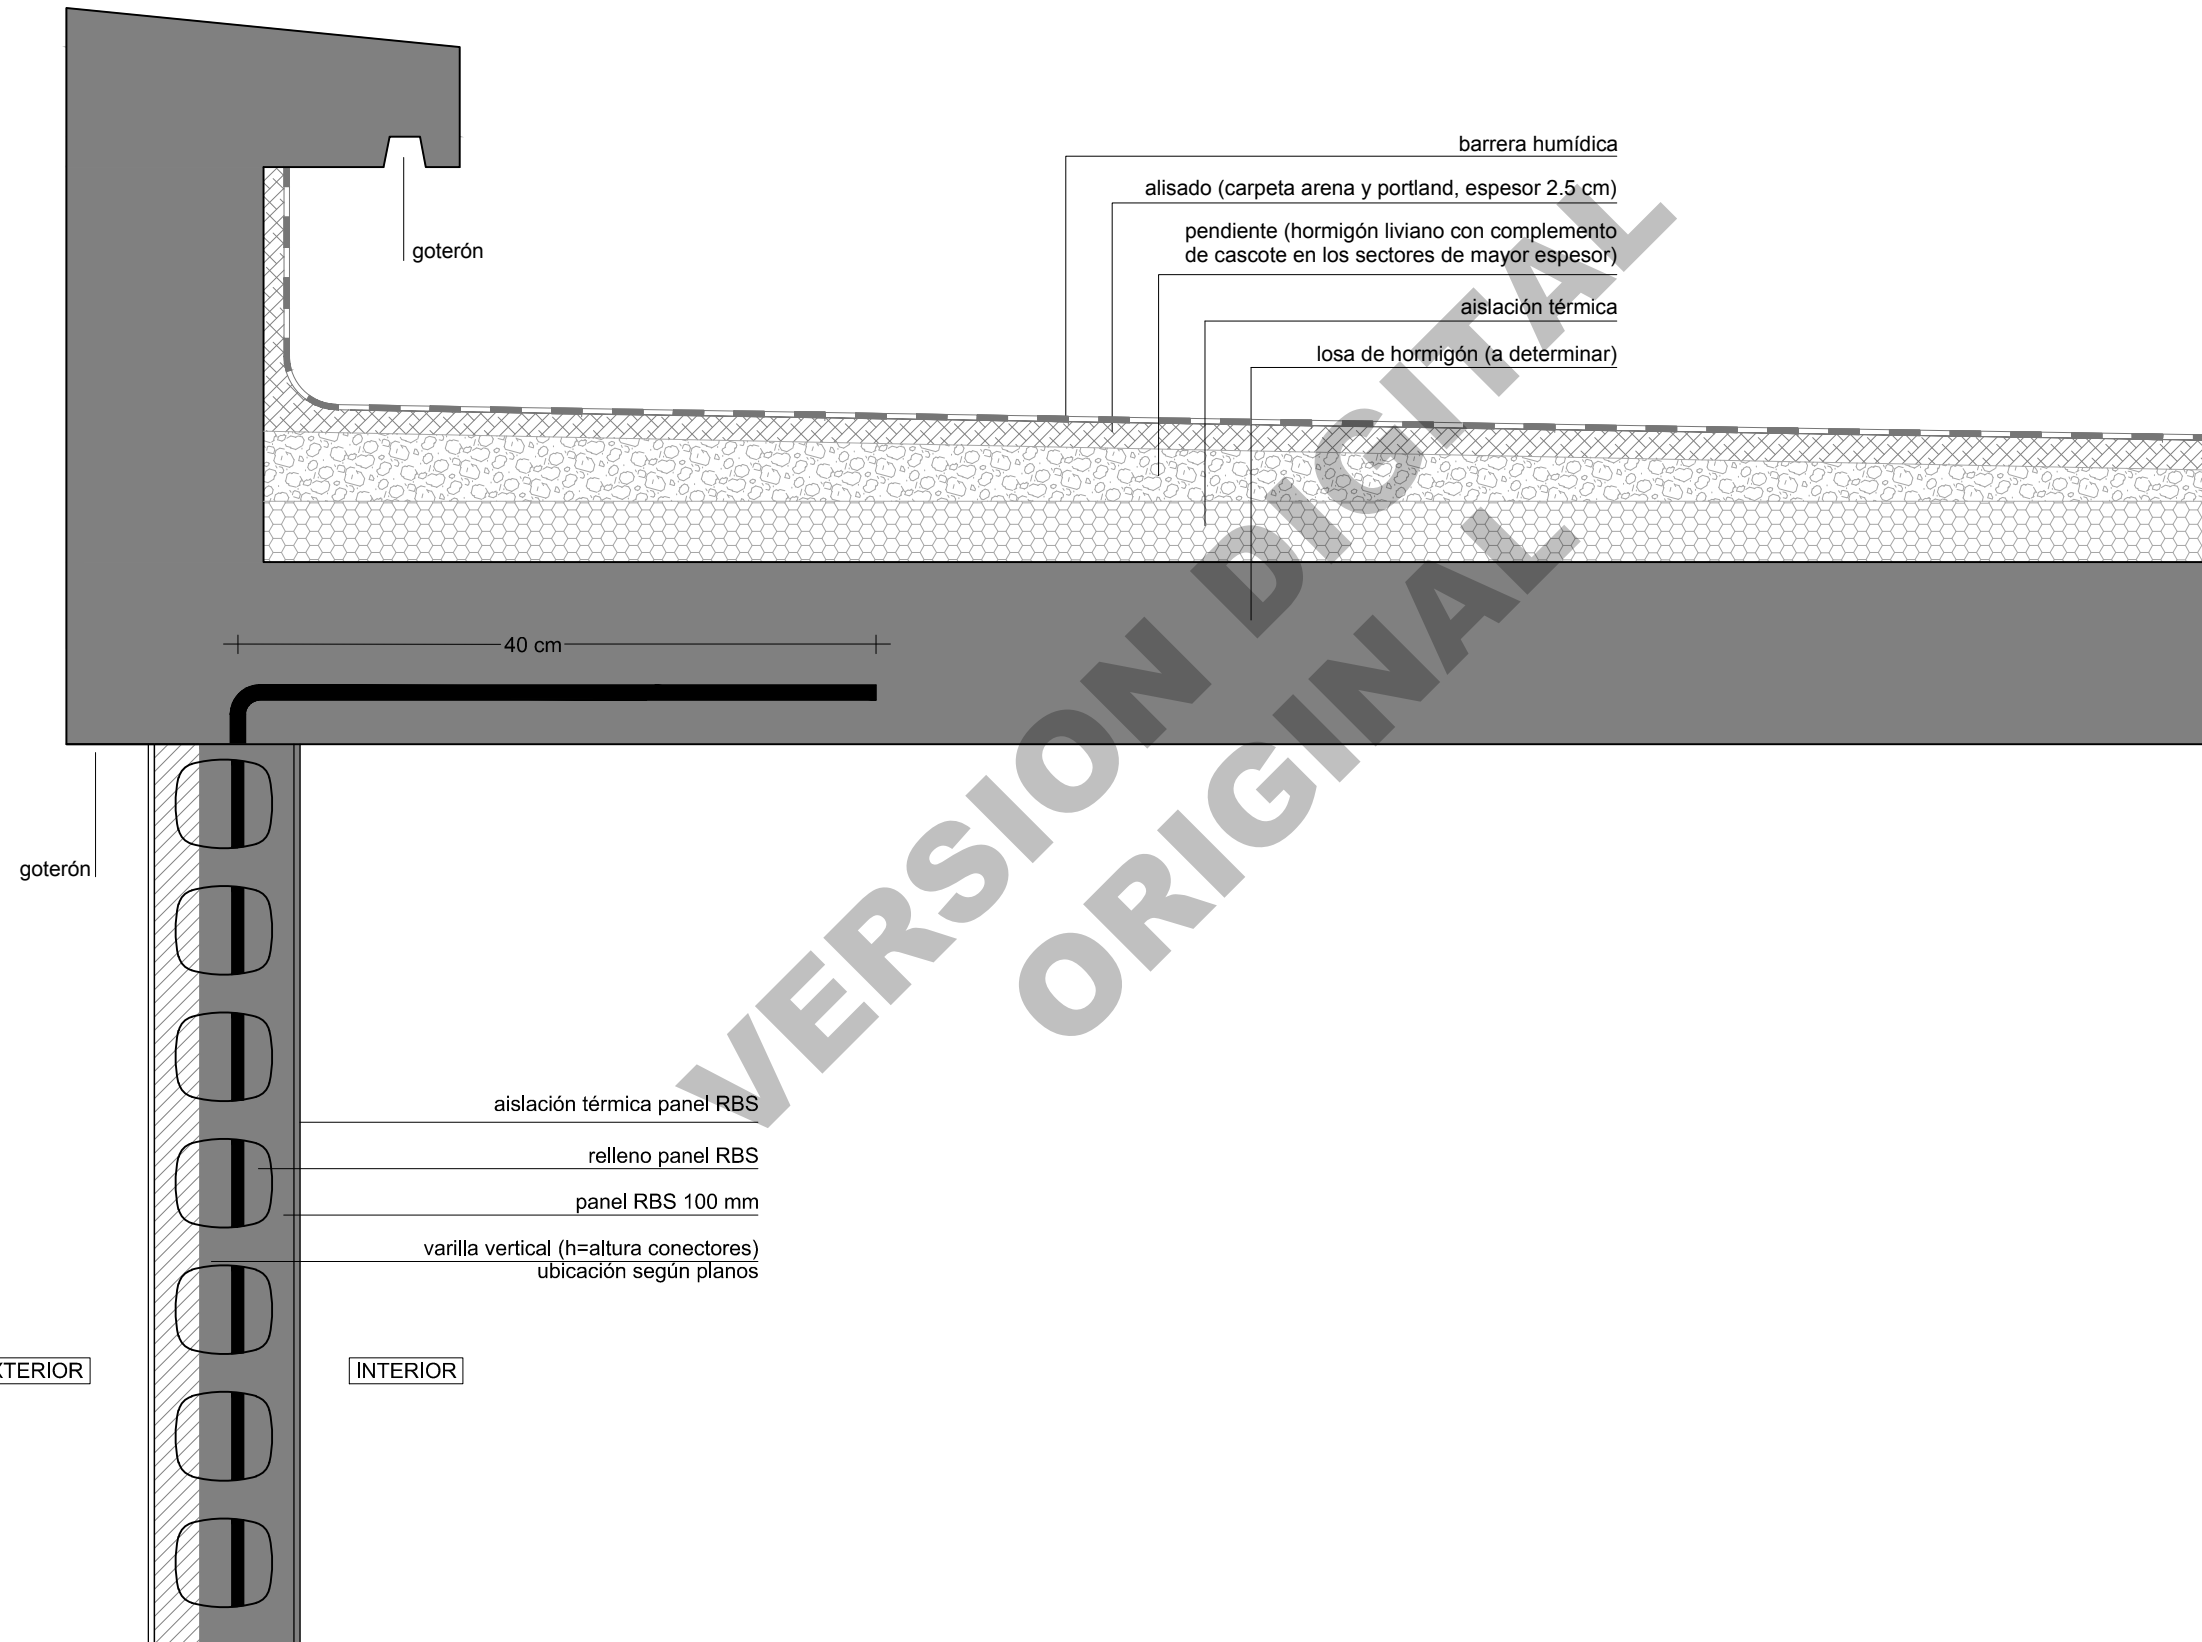 barrera humídica
alisado (carpeta arena y portland, espesor 2.5 cm)
pendiente (hormigón liviano con complemento
de cascote en los sectores de mayor espesor)
goterón
aislación térmica
losa de hormigón (a determinar)
40 cm
goterón
VERSION DIGITAL
ORIGINAL
aislación térmica panel RBS
relleno panel RBS
panel RBS 100 mm
varilla vertical (h=altura conectores)
ubicación según planos
XTERIOR
INTERIOR